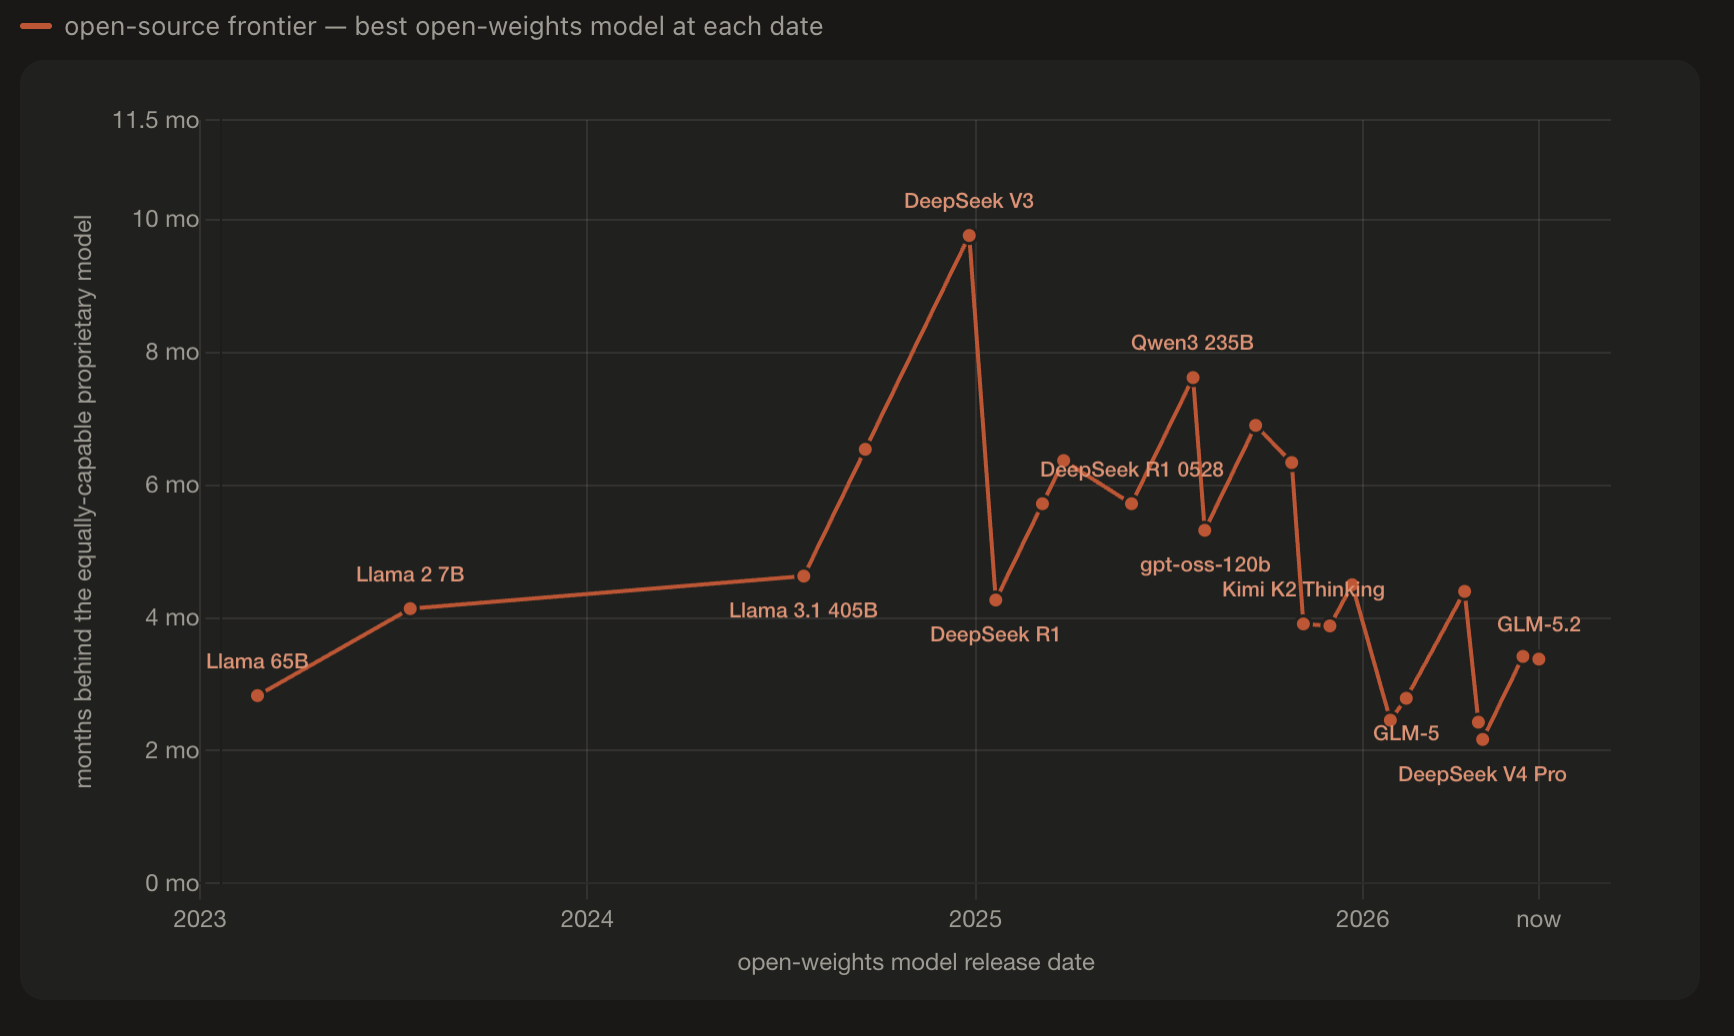 open-source frontier — best open-weights model at each date
11.5 mo
10 mo
8 mo
6 mo
4 mo
2 mo
0 mo
months behind the equally-capable proprietary model
DeepSeek V3
Qwen3 235B
DeepSeek R1 0528
Llama 2 7B
gpt-oss-120b
Kimi K2 Thinking
Llama 3.1 405B
GLM-5.2
DeepSeek R1
Llama 65B
GLM-5
DeepSeek V4 Pro
2023
2024
2025
2026
now
open-weights model release date